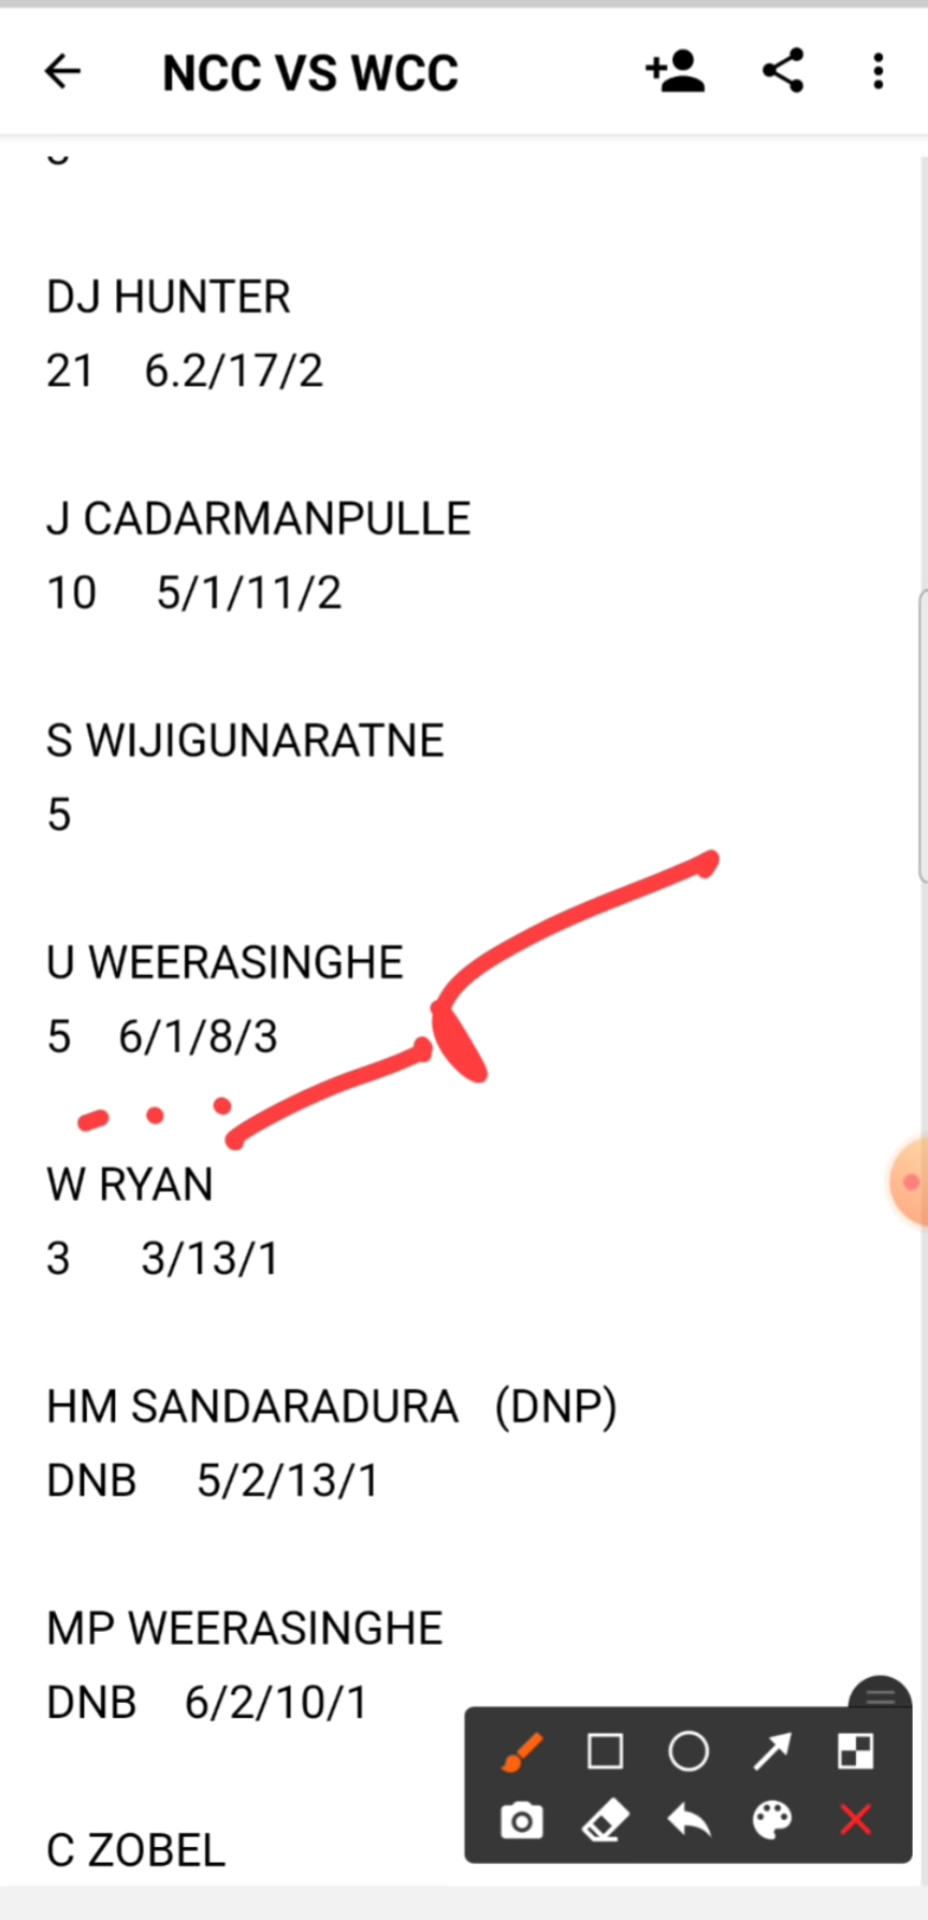 NCC VS WCC
DJ HUNTER
21 6.2/17/2
J CADARMANPULLE
10 5/1/11/2
S WIJIGUNARATNE
5
U WEERASINGHE
5 6/1/8/3
W RYAN
3 3/13/1
HM SANDARADURA (DNP)
DNB 5/2/13/1
MP WEERASINGHE
DNB 6/2/10/1
C ZOBEL